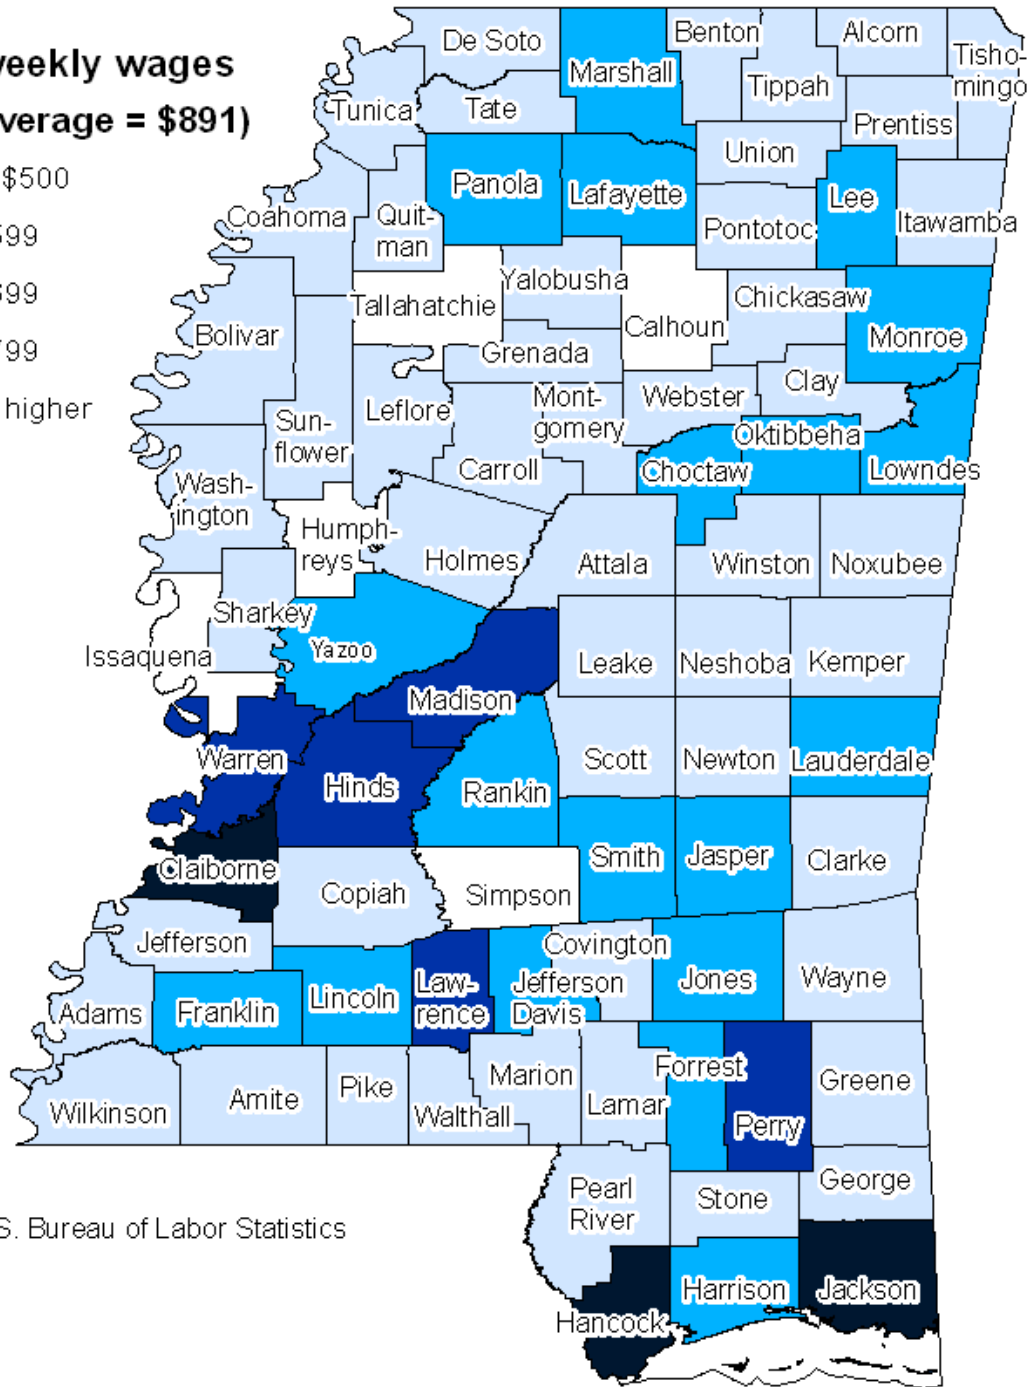 weekly wages
verage = $891)
$500
599
699
799
higher
De Soto
Marshall
Benton
Alcorn
Tisho-
mingo
Tippah
Tunica
Tate
Prentiss
Union
Panola
Lafayette
Lee
Coahoma
Quit-
man
Pontotoc
Itawamba
Yalobusha
Tallahatchie
Chickasaw
Calhoun
Bolivar
Monroe
Grenada
Clay
Leflore
Mont-
gomery
Webster
Sun-
flower
Oktibbeha
Carroll
Choctaw
Lowndes
Wash-
ington
Humph-
reys
Holmes
Attala
Winston
Noxubee
Sharkey
Issaquena
Yazoo
Leake
Neshoba
Kemper
Madison
Warren
Hinds
Rankin
Scott
Newton
Lauderdale
Claiborne
Copiah
Simpson
Smith
Jasper
Clarke
Jefferson
Covington
Adams
Franklin
Lincoln
Law-
rence
Jefferson
Davis
Jones
Wayne
Wilkinson
Amite
Pike
Walthall
Marion
Lamar
Forrest
Perry
Greene
Pearl
River
Stone
George
S. Bureau of Labor Statistics
Hancock
Harrison
Jackson